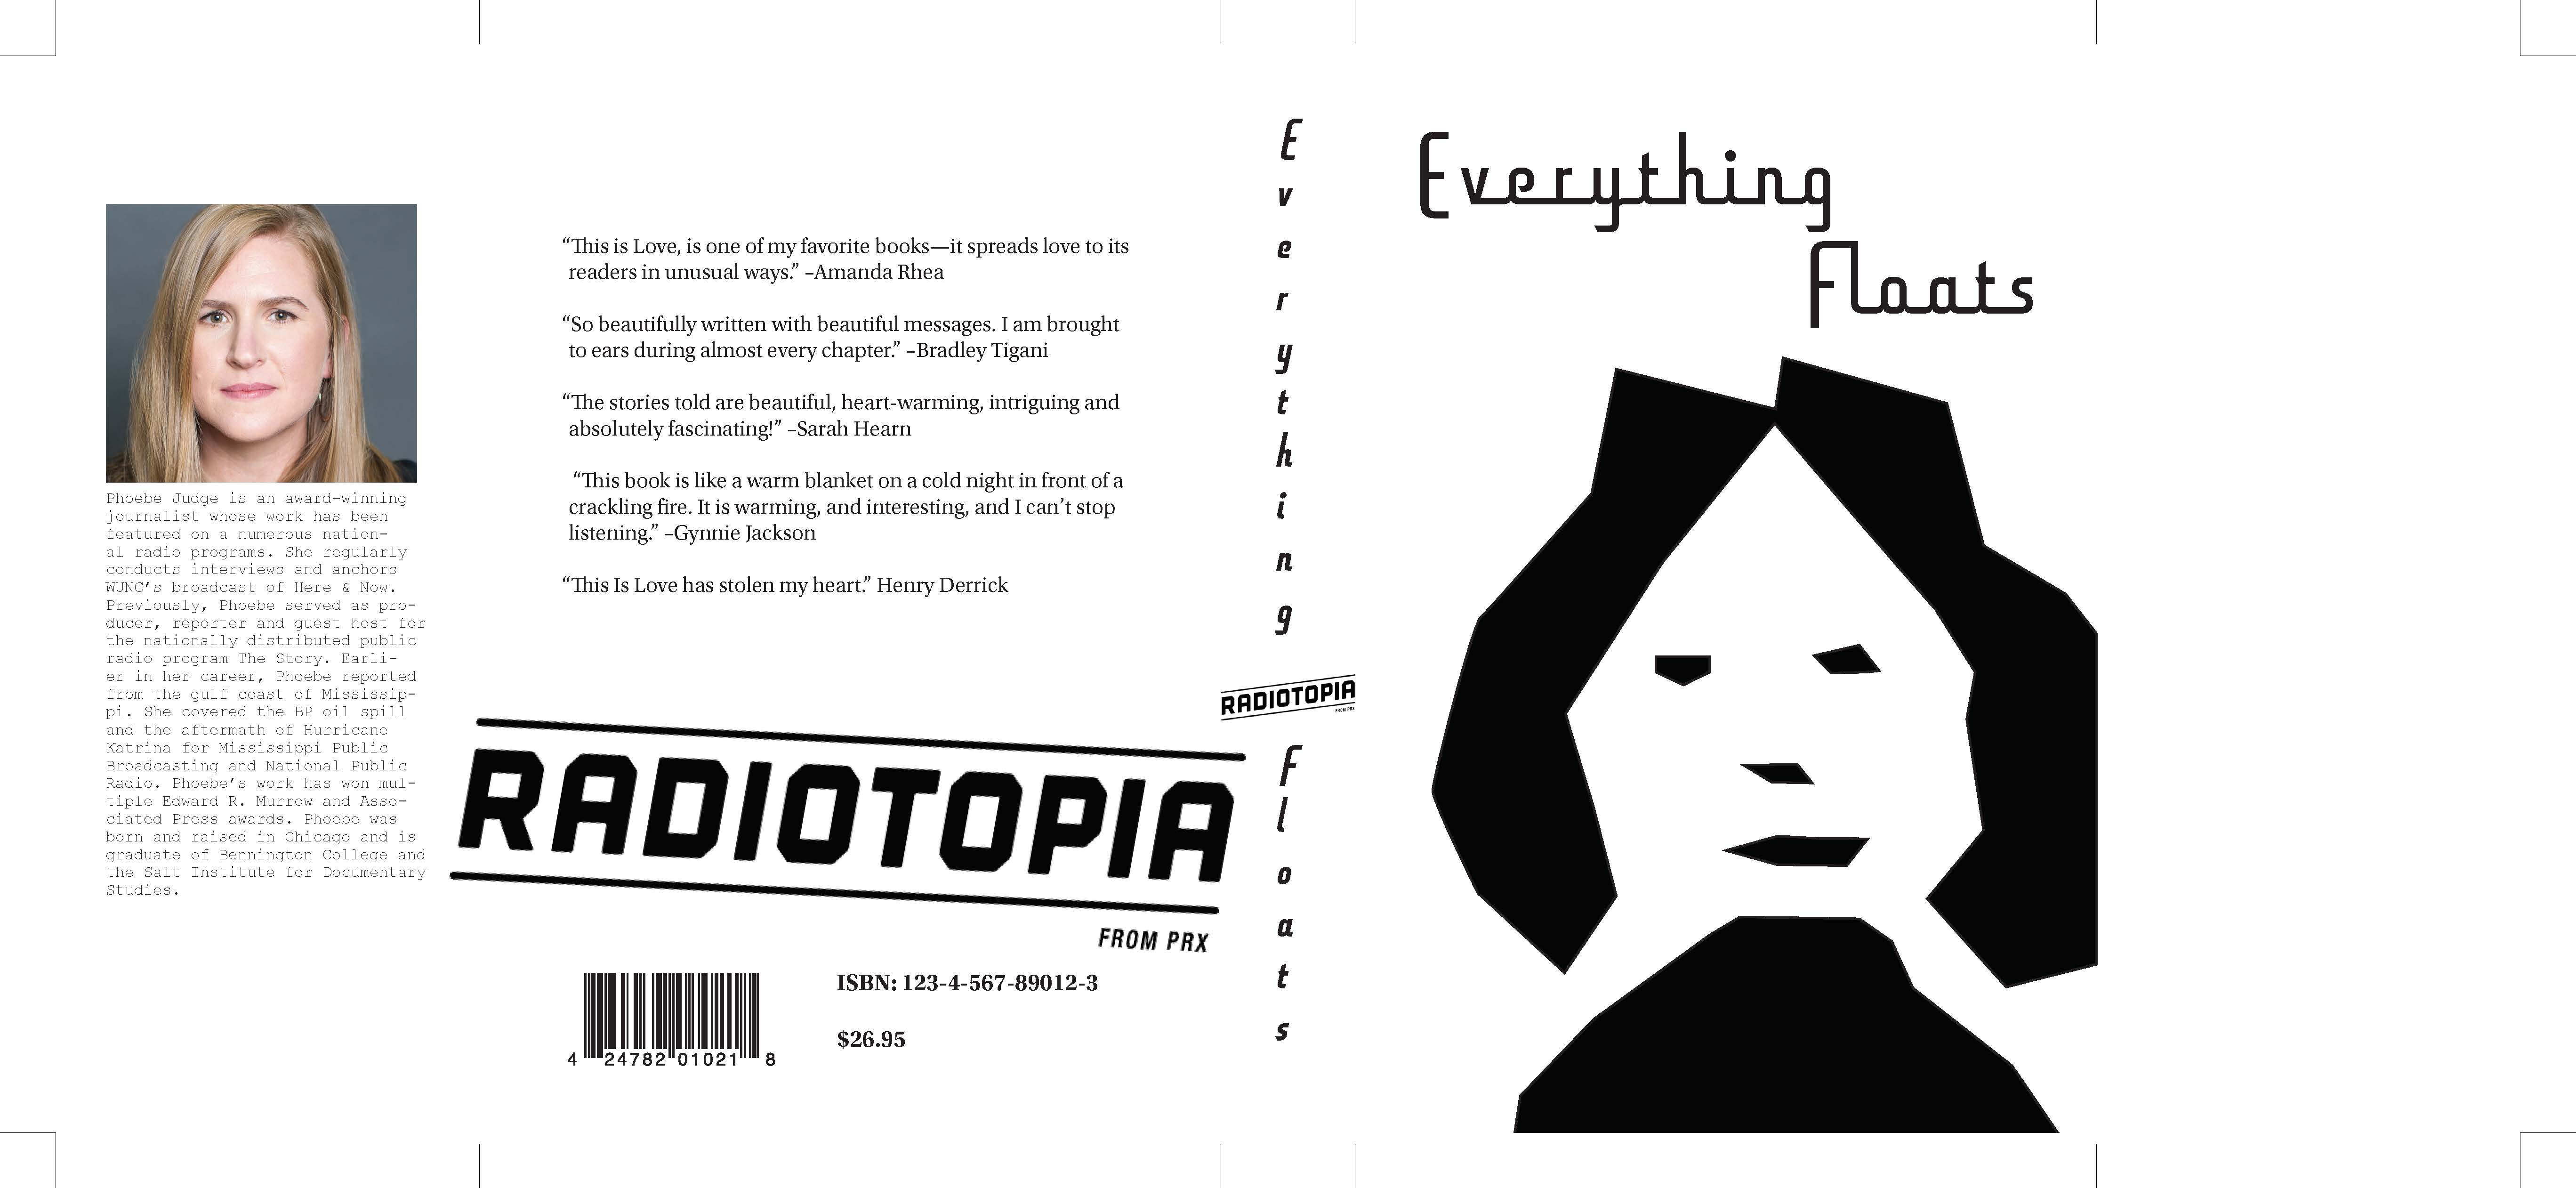 Phoebe Judge is an award-winning
journalist whose work has been
featured on a numerous nation-
al radio programs. She regularly
conducts interviews and anchors
WUNC’s broadcast of Here & Now.
Previously, Phoebe served as pro-
ducer, reporter and guest host for
the nationally distributed public
radio program The Story. Earli-
er in her career, Phoebe reported
from the gulf coast of Mississip-
pi. She covered the BP oil spill
and the aftermath of Hurricane
Katrina for Mississippi Public
Broadcasting and National Public
Radio. Phoebe’s work has won mul-
tiple Edward R. Murrow and Asso-
ciated Press awards. Phoebe was
born and raised in Chicago and is
graduate of Bennington College and
the Salt Institute for Documentary
Studies.
“This is Love, is one of my favorite books—it spreads love to its
readers in unusual ways.” –Amanda Rhea
“So beautifully written with beautiful messages. I am brought
to ears during almost every chapter.” –Bradley Tigani
“The stories told are beautiful, heart-warming, intriguing and
absolutely fascinating!” –Sarah Hearn
“This book is like a warm blanket on a cold night in front of a
crackling fire. It is warming, and interesting, and I can’t stop
listening.” –Gynnie Jackson
“This Is Love has stolen my heart.” Henry Derrick
RADIOTOPIA
FROM PRX
4 24782 01021 8
ISBN: 123-4-567-89012-3
$26.95
Everything
RADIOTOPIA
FROM PRX
Floats
Everything
Floats